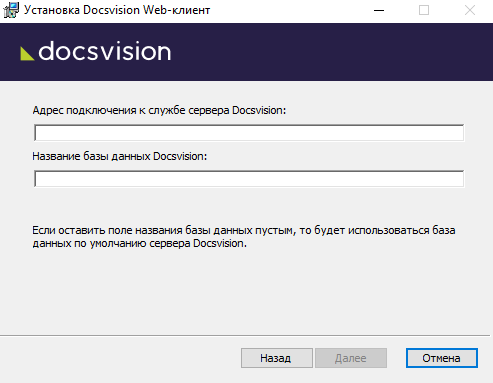 Установка Docsvision Web-клиент
docsvision
Адрес подключения к службе сервера Docsvision:
Название базы данных Docsvision:
Если оставить поле названия базы данных пустым, то будет использоваться база
данных по умолчанию сервера Docsvision.
Назад Далее Отмена